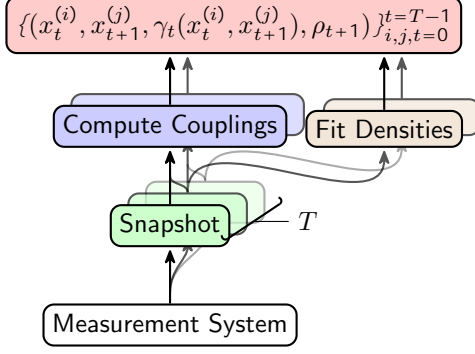 {(x_t^{(i)}, x_{t+1}^{(j)}, γ_t(x_t^{(i)}, x_{t+1}^{(j)}), ρ_{t+1})}_{i,j,t=0}^{t=T−1}
Compute Couplings
Fit Densities
Snapshot
T
Measurement System